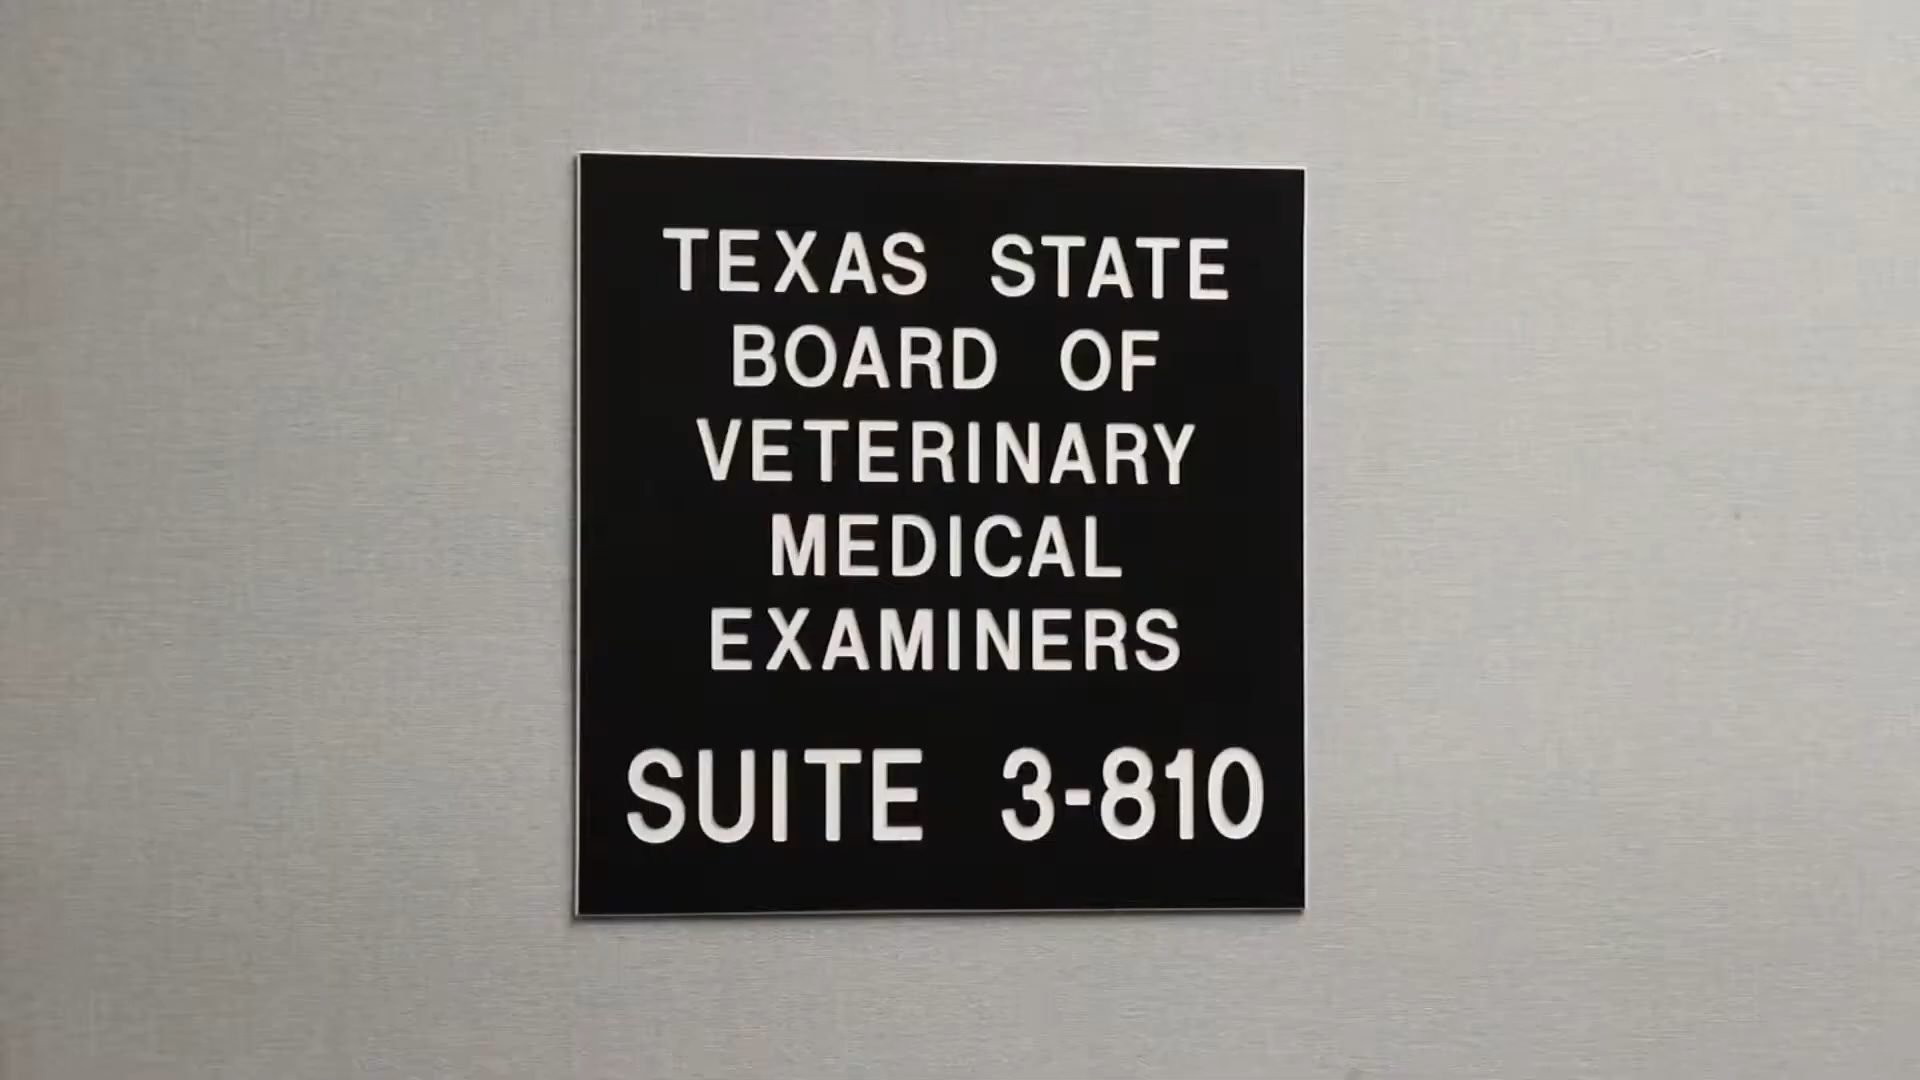 TEXAS STATE
BOARD OF
VETERINARY
MEDICAL
EXAMINERS
SUITE 3-810